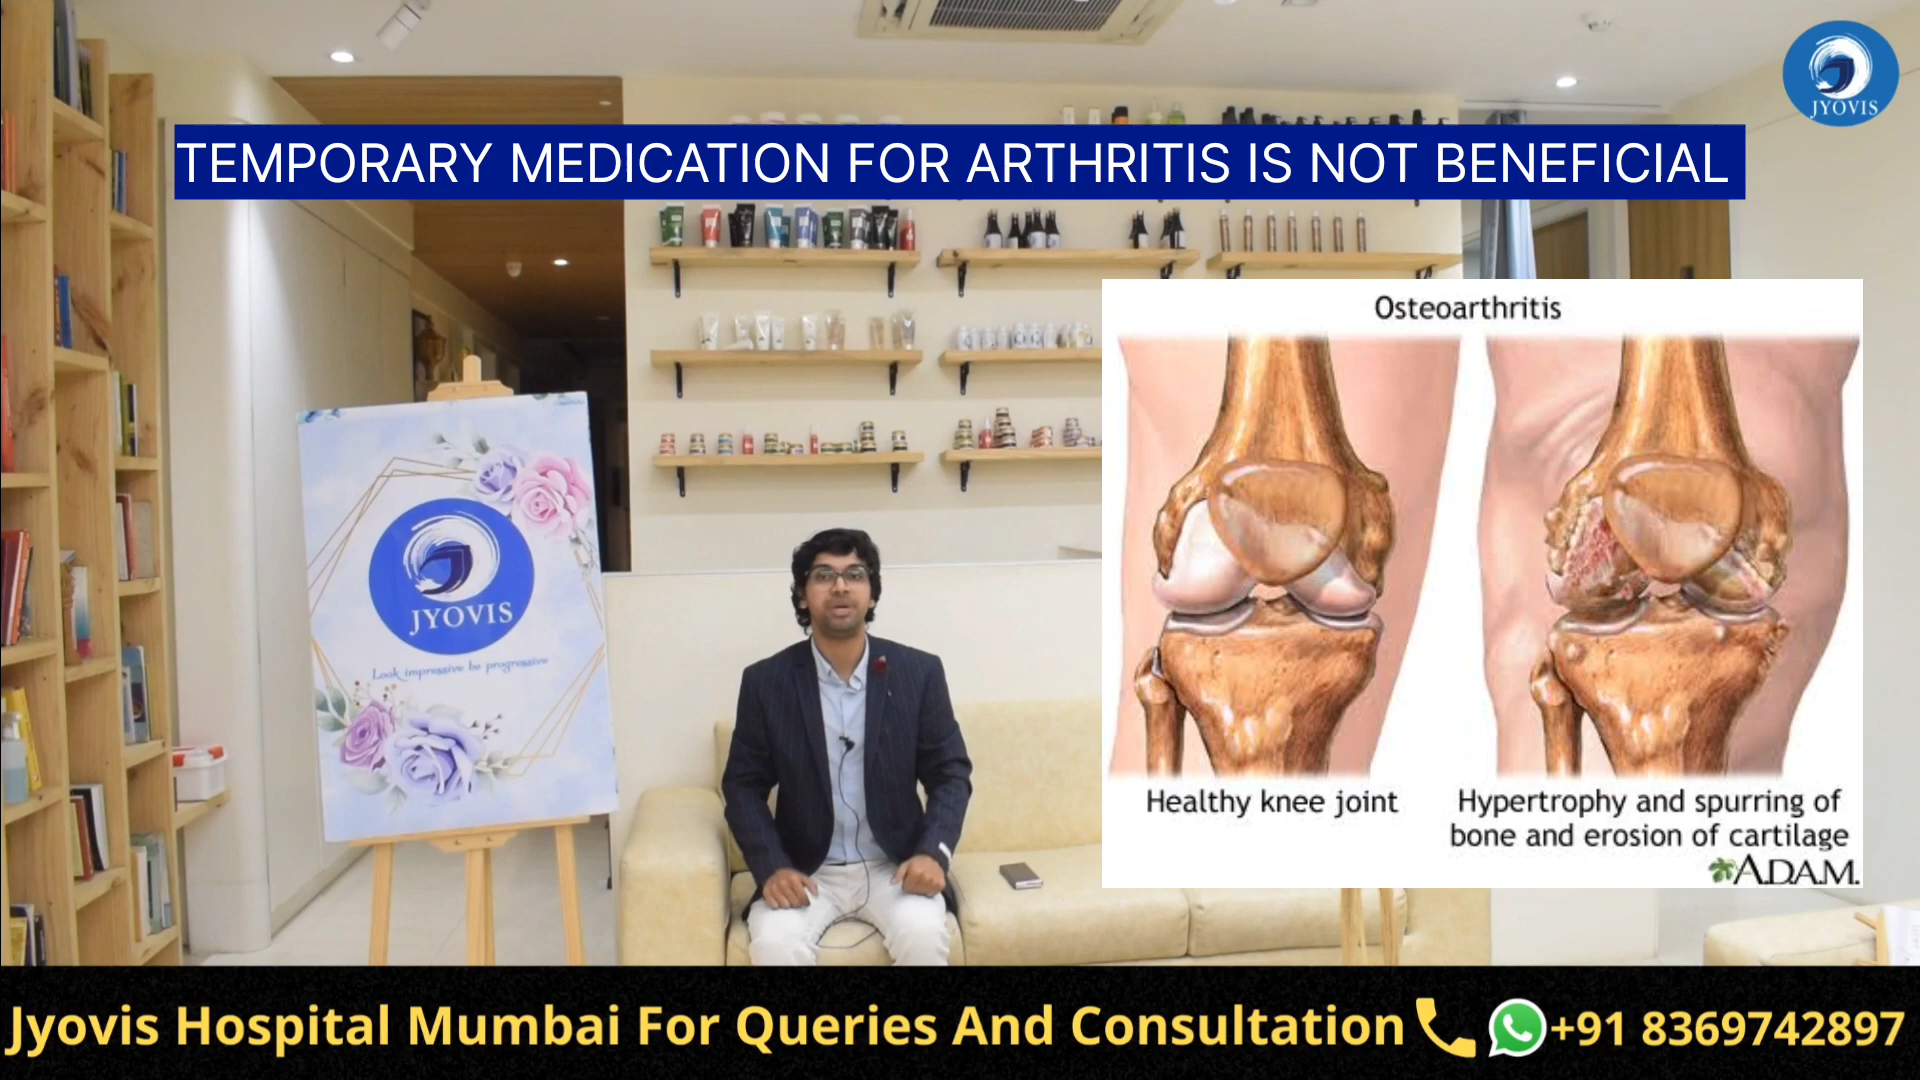 JYOVIS
TEMPORARY MEDICATION FOR ARTHRITIS IS NOT BENEFICIAL
Osteoarthritis
JYOVIS
Look impressive be progressive
Healthy knee joint
Hypertrophy and spurring of
bone and erosion of cartilage
A.D.A.M.
Jyovis Hospital Mumbai For Queries And Consultation +91 8369742897